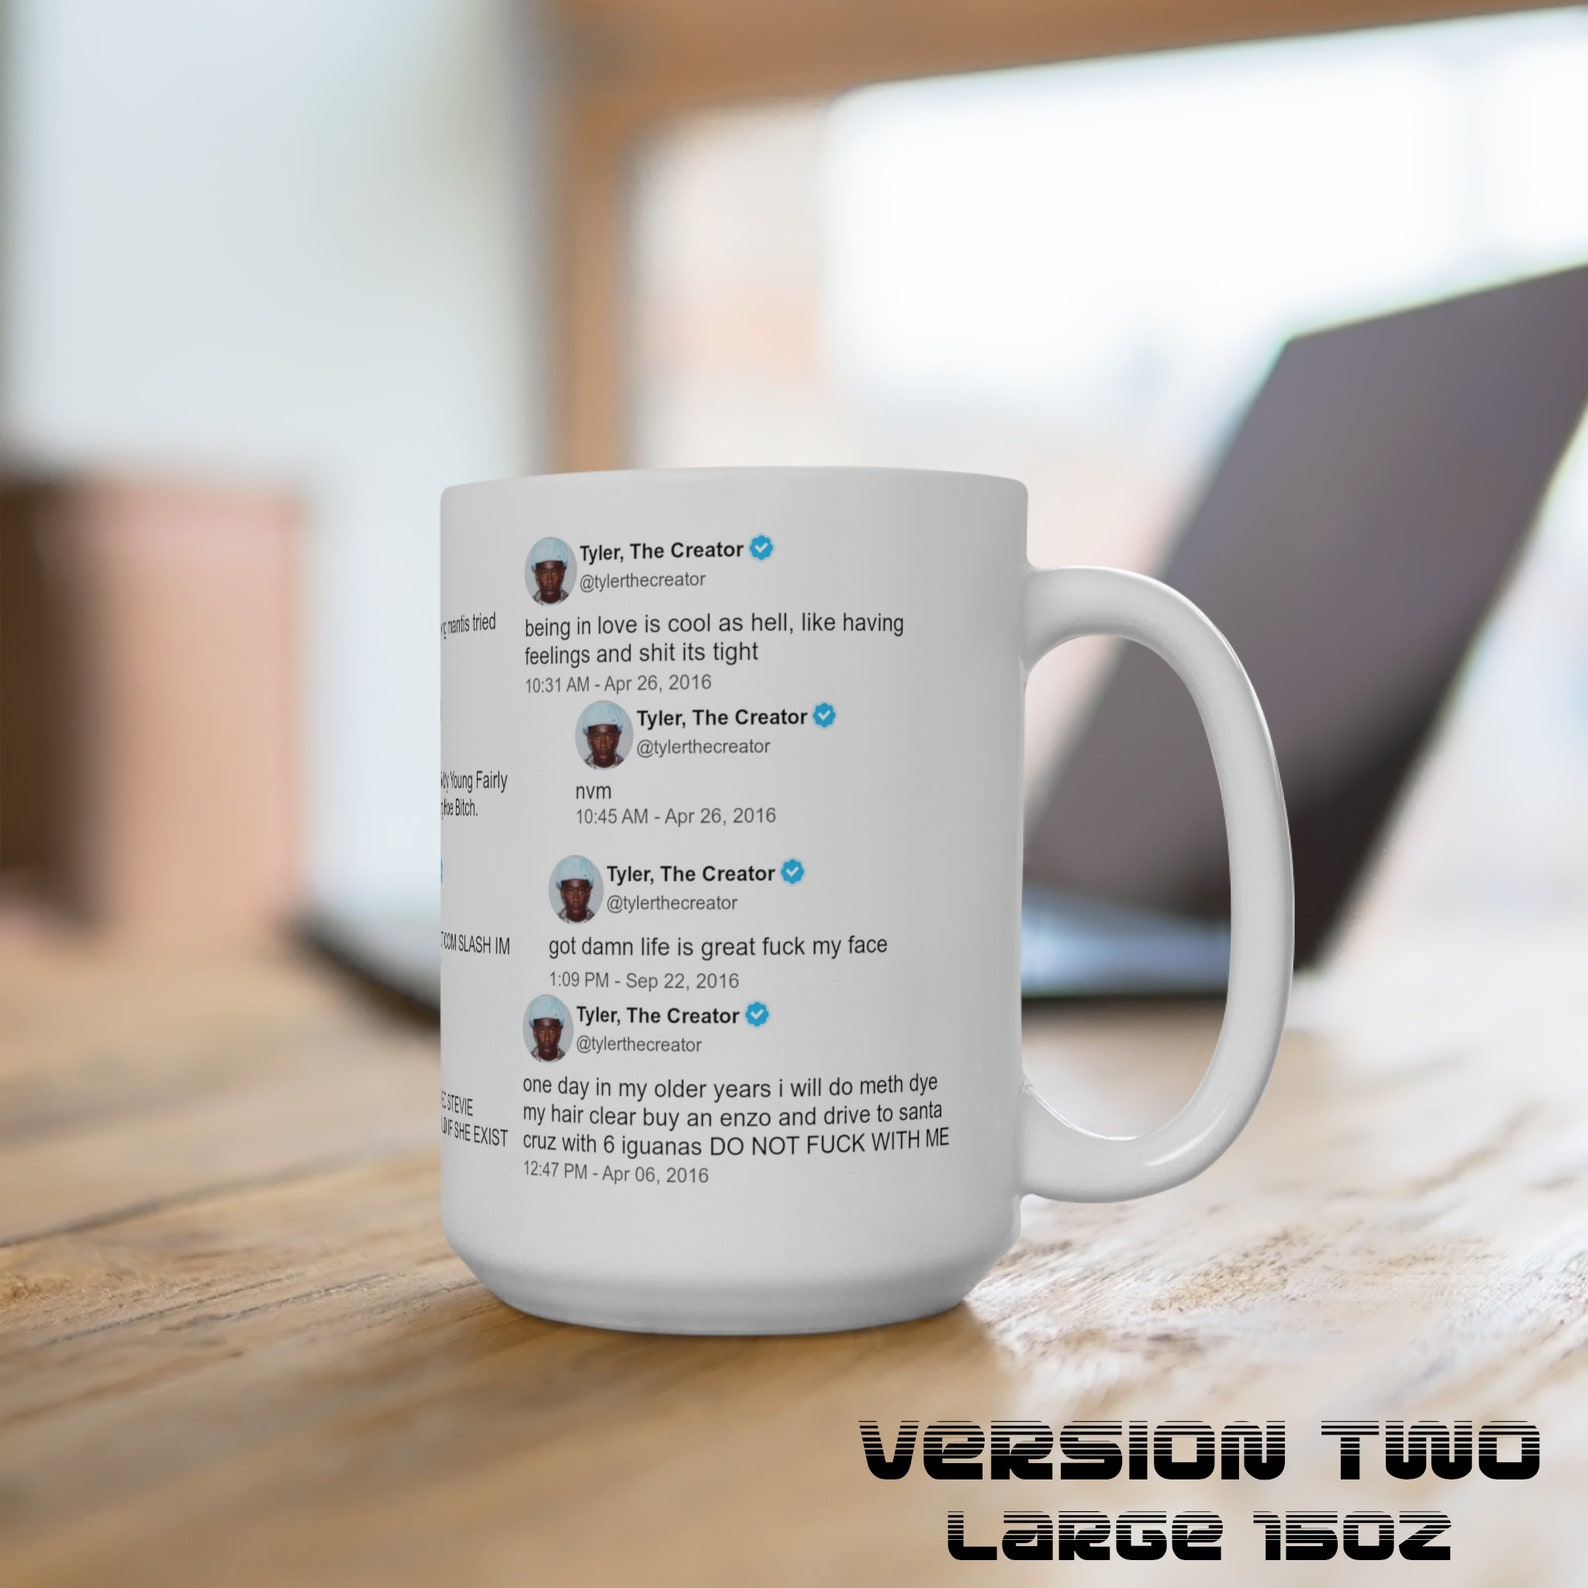 Tyler, The Creator
@tylerthecreator
being in love is cool as hell, like having
feelings and shit its tight
10:31 AM - Apr 26, 2016
Tyler, The Creator
@tylerthecreator
nvm
10:45 AM - Apr 26, 2016
Tyler, The Creator
@tylerthecreator
got damn life is great fuck my face
1:09 PM - Sep 22, 2016
Tyler, The Creator
@tylerthecreator
one day in my older years i will do meth dye
my hair clear buy an enzo and drive to santa
cruz with 6 iguanas DO NOT FUCK WITH ME
12:47 PM - Apr 06, 2016
mantis tried
Young Fairly
Bitch.
COM SLASH IM
STEVIE
IF SHE EXIST
VERSION TWO
LARGE 15OZ